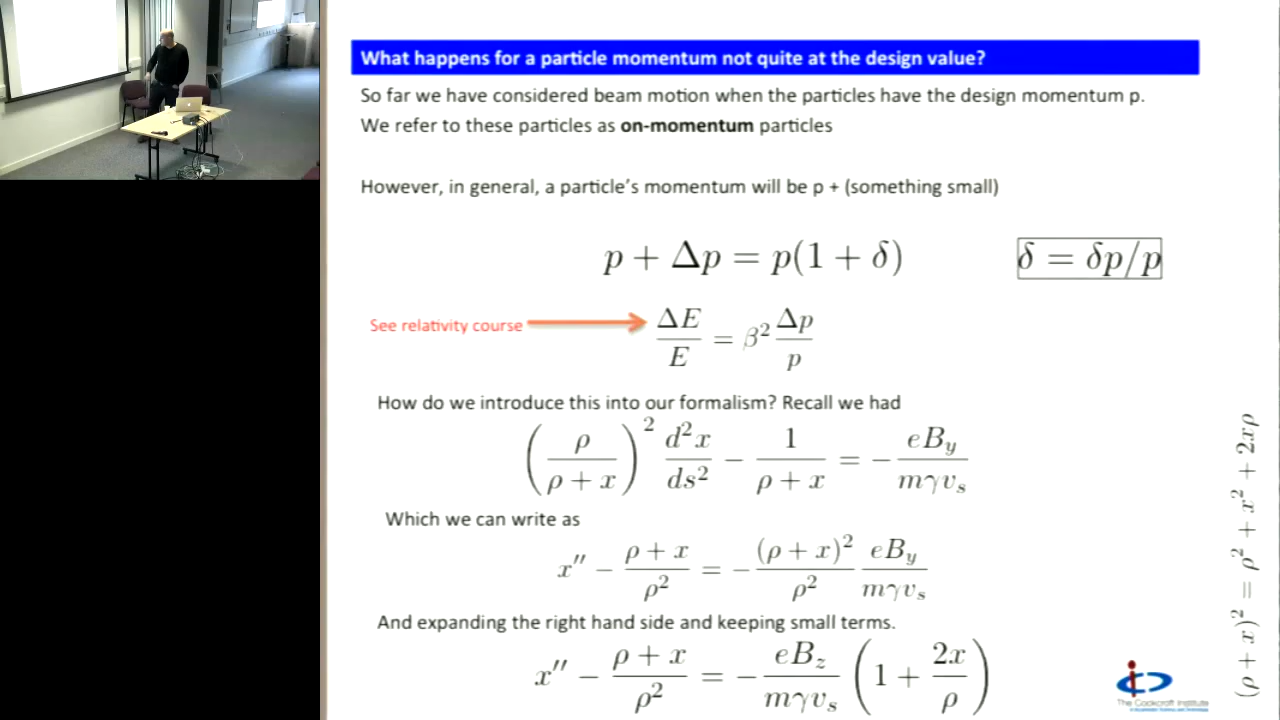 What happens for a particle momentum not quite at the design value?
So far we have considered beam motion when the particles have the design momentum p.
We refer to these particles as on-momentum particles
However, in general, a particle's momentum will be p + (something small)
p + Δp = p(1 + δ)
δ = δp/p
See relativity course
ΔE/E = β² Δp/p
How do we introduce this into our formalism? Recall we had
(ρ/(ρ + x))² d²x/ds² − 1/(ρ + x) = − eB_y/(mγv_s)
Which we can write as
x″ − (ρ + x)/ρ² = − (ρ + x)²/ρ² eB_y/(mγv_s)
And expanding the right hand side and keeping small terms.
x″ − (ρ + x)/ρ² = − eB_z/(mγv_s) (1 + 2x/ρ)
(ρ + x)² = ρ² + x² + 2xρ
The Cockcroft Institute